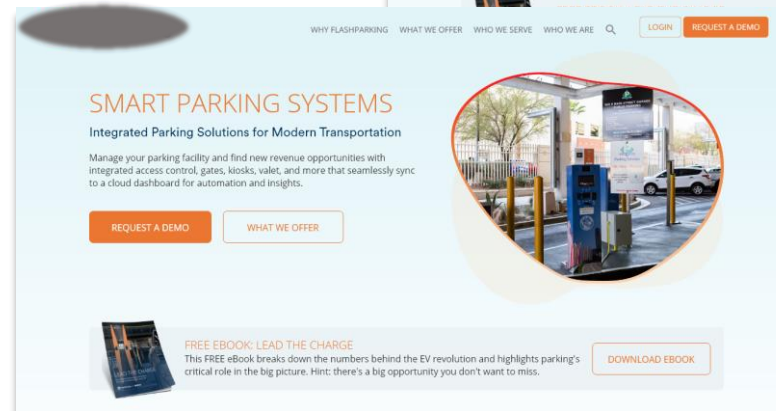 WHY FLASHPARKING WHAT WE OFFER WHO WE SERVE WHO WE ARE LOGIN REQUEST A DEMO
SMART PARKING SYSTEMS
Integrated Parking Solutions for Modern Transportation
Manage your parking facility and find new revenue opportunities with
integrated access control, gates, kiosks, valet, and more that seamlessly sync
to a cloud dashboard for automation and insights.
REQUEST A DEMO WHAT WE OFFER
FREE EBOOK: LEAD THE CHARGE
This FREE eBook breaks down the numbers behind the EV revolution and highlights parking's
critical role in the big picture. Hint: there's a big opportunity you don't want to miss.
DOWNLOAD EBOOK
LEAD THE CHARGE